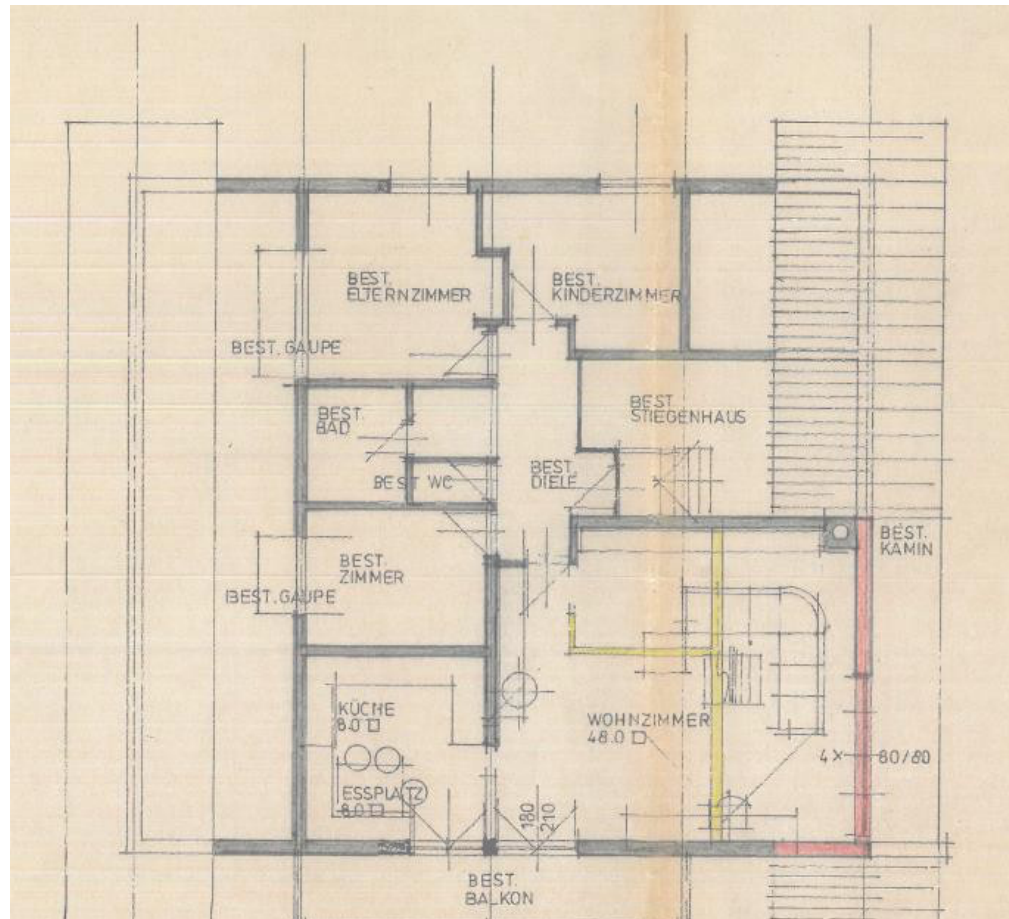 BEST.
ELTERNZIMMER
BEST.
KINDERZIMMER
BEST. GAUPE
BEST.
BAD
BEST.
STIEGENHAUS
BEST WC
BEST.
DIELE
BEST.
KAMIN
BEST.
ZIMMER
BEST. GAUPE
KÜCHE
8.0 □
WOHNZIMMER
48.0 □
4 × 80/80
ESSPLATZ
8.0 □
180
210
BEST.
BALKON